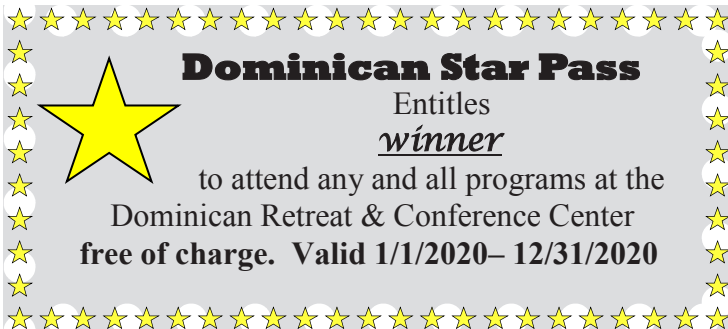 Dominican Star Pass
Entitles
winner
to attend any and all programs at the
Dominican Retreat & Conference Center
free of charge.  Valid 1/1/2020– 12/31/2020